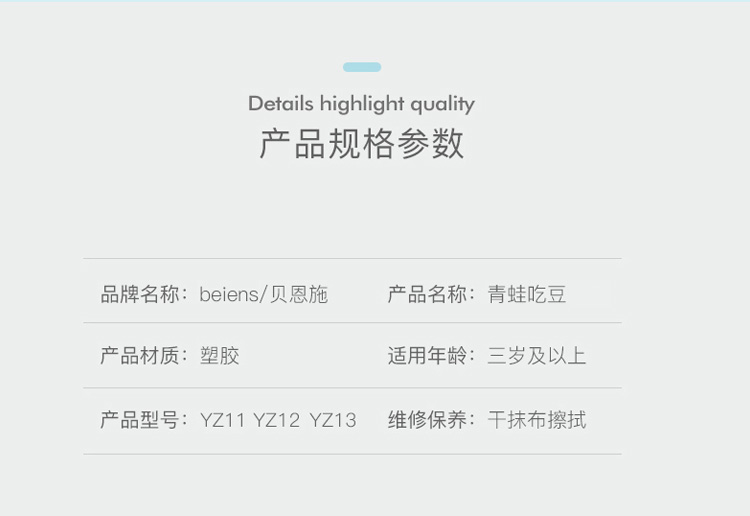 Details highlight quality
产品规格参数
品牌名称：beiens/贝恩施 产品名称：青蛙吃豆
产品材质：塑胶 适用年龄：三岁及以上
产品型号：YZ11 YZ12 YZ13 维修保养：干抹布擦拭